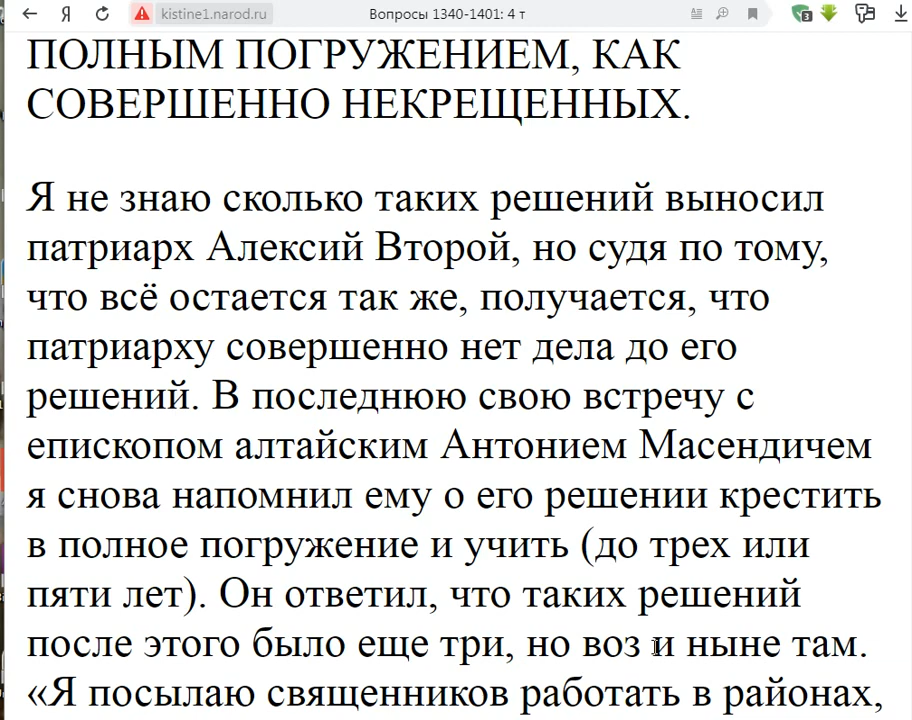 kistine1.narod.ru Вопросы 1340-1401: 4 т
ПОЛНЫМ ПОГРУЖЕНИЕМ, КАК
СОВЕРШЕННО НЕКРЕЩЕННЫХ.
Я не знаю сколько таких решений выносил
патриарх Алексий Второй, но судя по тому,
что всё остается так же, получается, что
патриарху совершенно нет дела до его
решений. В последнюю свою встречу с
епископом алтайским Антонием Масендичем
я снова напомнил ему о его решении крестить
в полное погружение и учить (до трех или
пяти лет). Он ответил, что таких решений
после этого было еще три, но воз и ныне там.
«Я посылаю священников работать в районах,